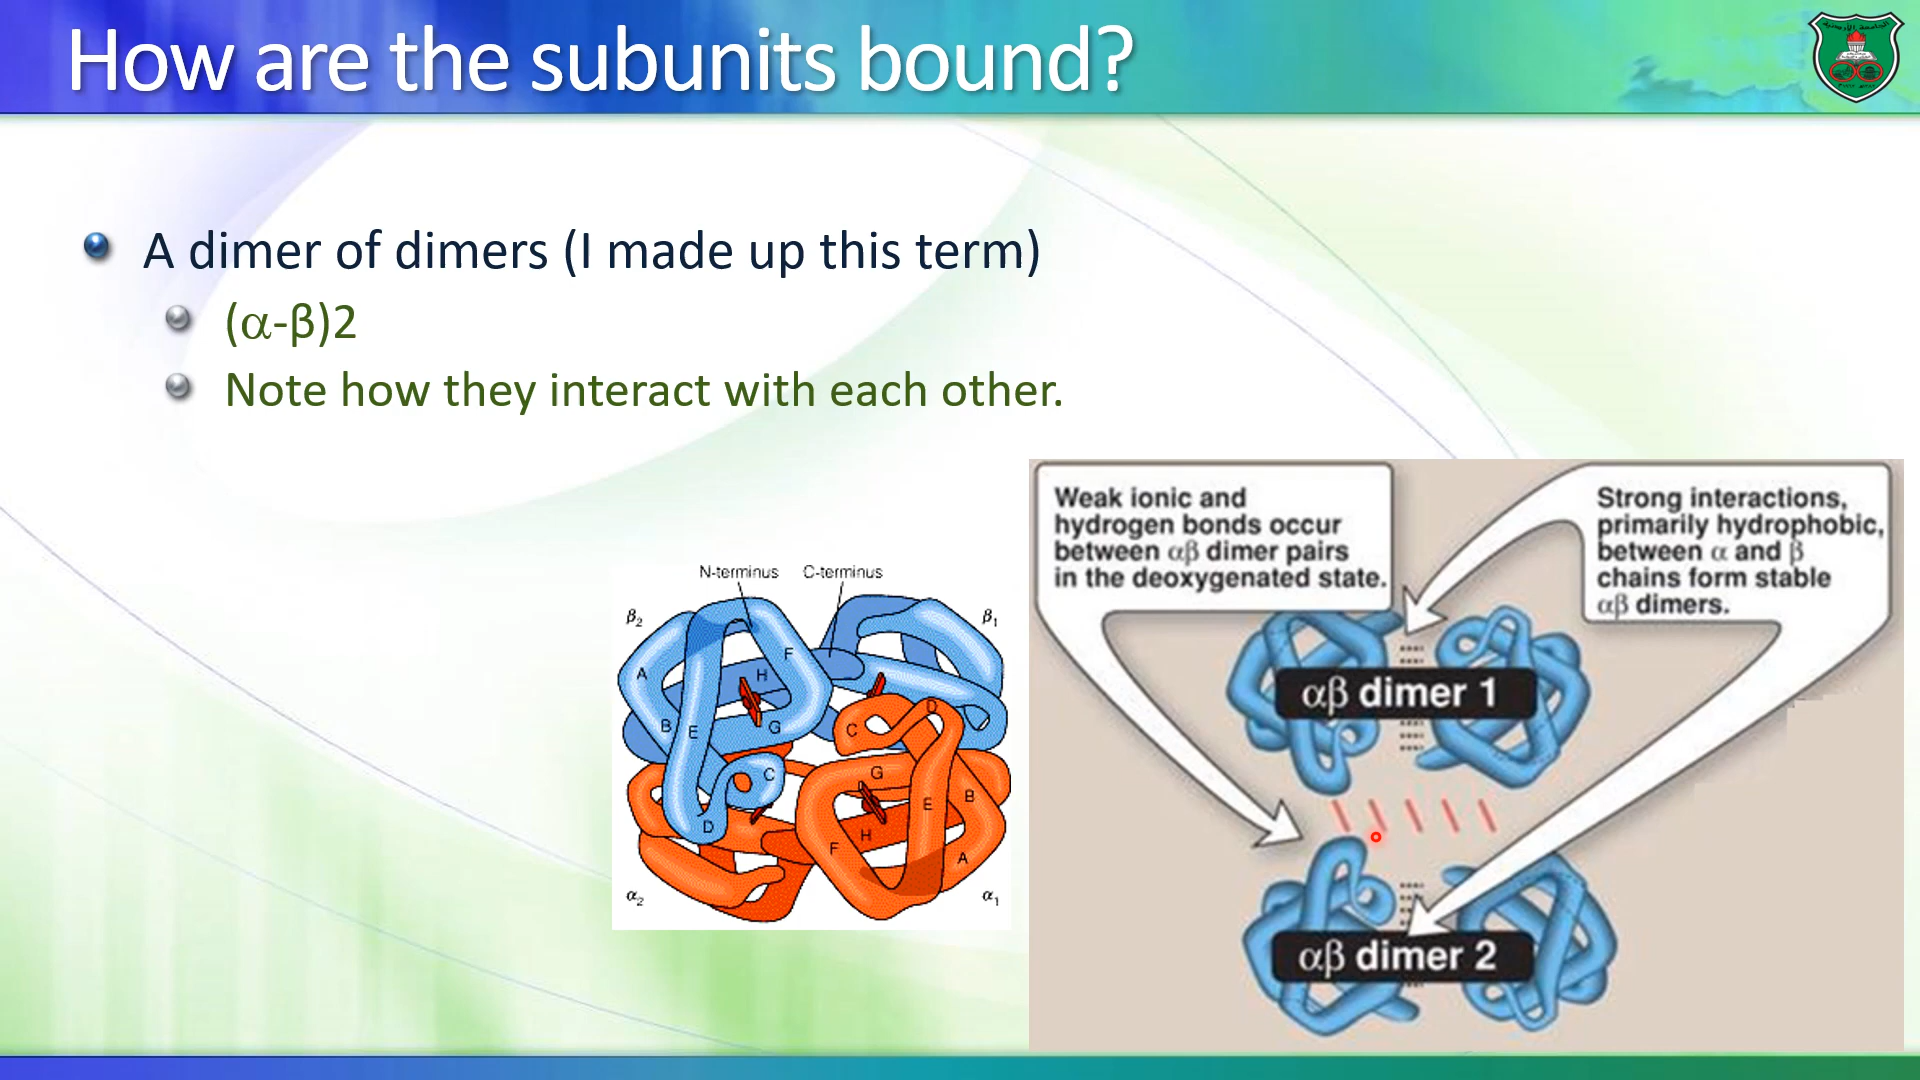 How are the subunits bound?
A dimer of dimers (I made up this term)
(α-β)2
Note how they interact with each other.
N-terminus C-terminus
β2
β1
A
F
H
B
E
G
D
C
C
D
G
E
B
F
H
A
α2
α1
Weak ionic and
hydrogen bonds occur
between αβ dimer pairs
in the deoxygenated state.
Strong interactions,
primarily hydrophobic,
between α and β
chains form stable
αβ dimers.
αβ dimer 1
αβ dimer 2